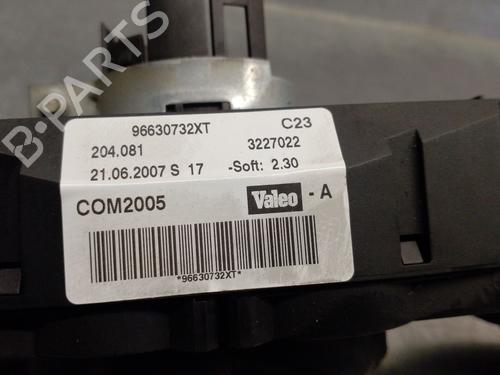 B-PARTS
96630732XT C23
204.081 3227022
21.06.2007 S 17 -Soft: 2.30
COM2005 Valeo - A
*96630732XT*